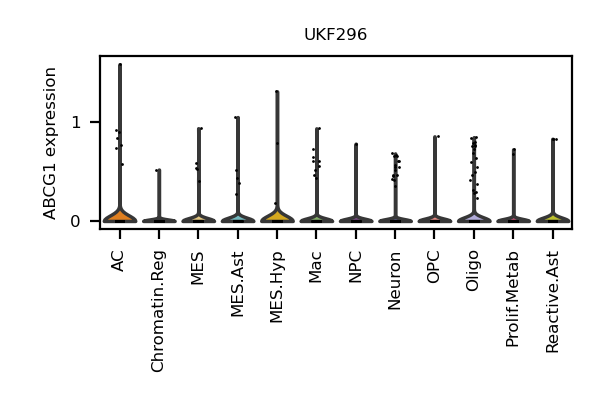 UKF296
ABCG1 expression
1
0
AC
Chromatin.Reg
MES
MES.Ast
MES.Hyp
Mac
NPC
Neuron
OPC
Oligo
Prolif.Metab
Reactive.Ast